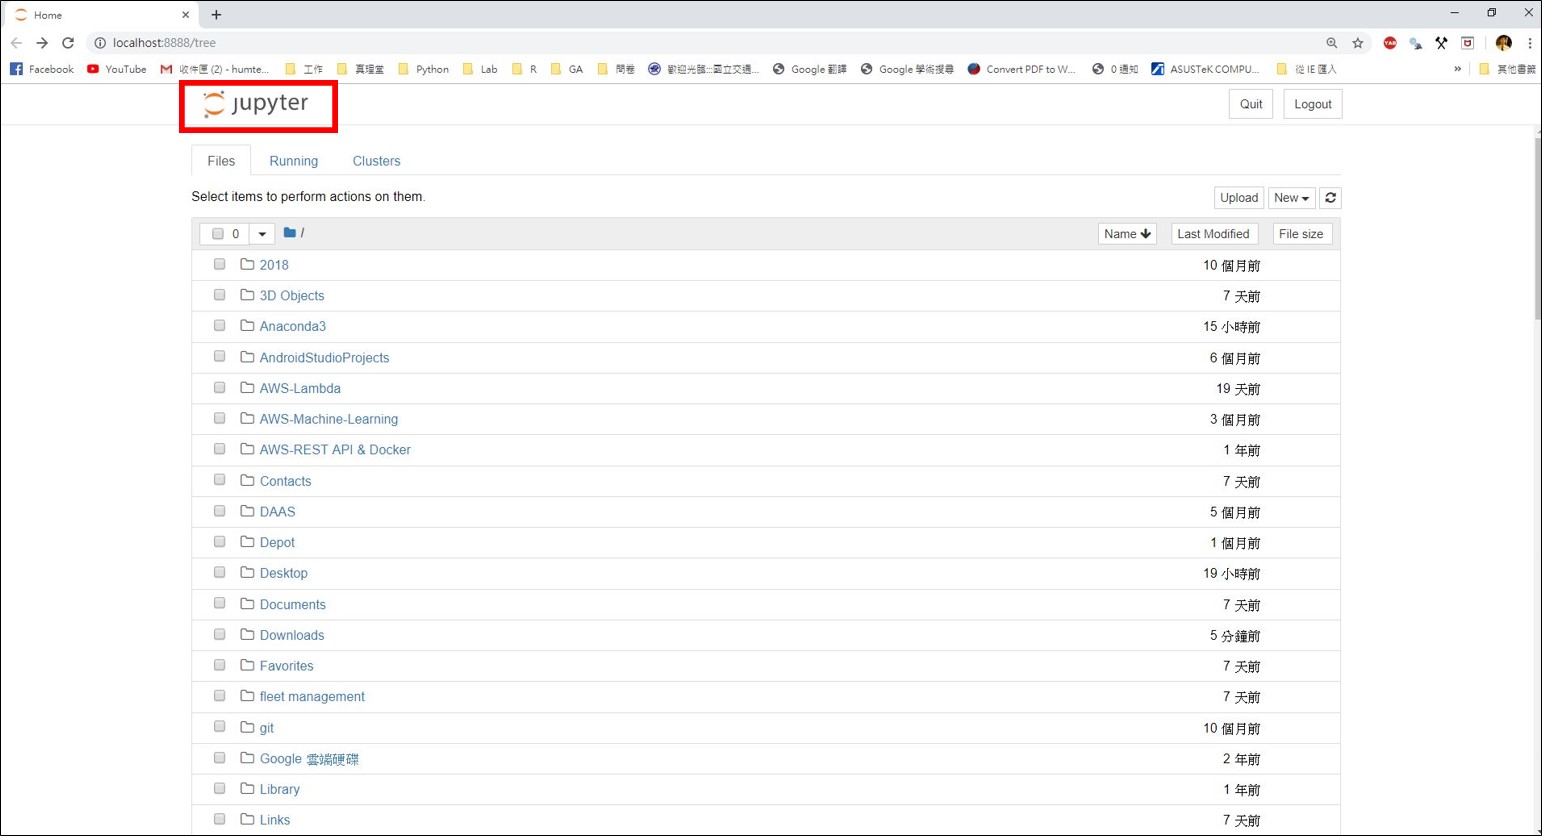 Home
localhost:8888/tree
Facebook YouTube 收件匣 (2) - humte... 工作 真理堂 Python Lab R GA 問卷 歡迎光臨:::國立交通... Google 翻譯 Google 學術搜尋 Convert PDF to W... 0 通知 ASUSTeK COMPU... 從 IE 匯入 » 其他書籤
jupyter Quit Logout
Files Running Clusters
Select items to perform actions on them. Upload New
0 / Name Last Modified File size
2018 10 個月前
3D Objects 7 天前
Anaconda3 15 小時前
AndroidStudioProjects 6 個月前
AWS-Lambda 19 天前
AWS-Machine-Learning 3 個月前
AWS-REST API & Docker 1 年前
Contacts 7 天前
DAAS 5 個月前
Depot 1 個月前
Desktop 19 小時前
Documents 7 天前
Downloads 5 分鐘前
Favorites 7 天前
fleet management 7 天前
git 10 個月前
Google 雲端硬碟 2 年前
Library 1 年前
Links 7 天前